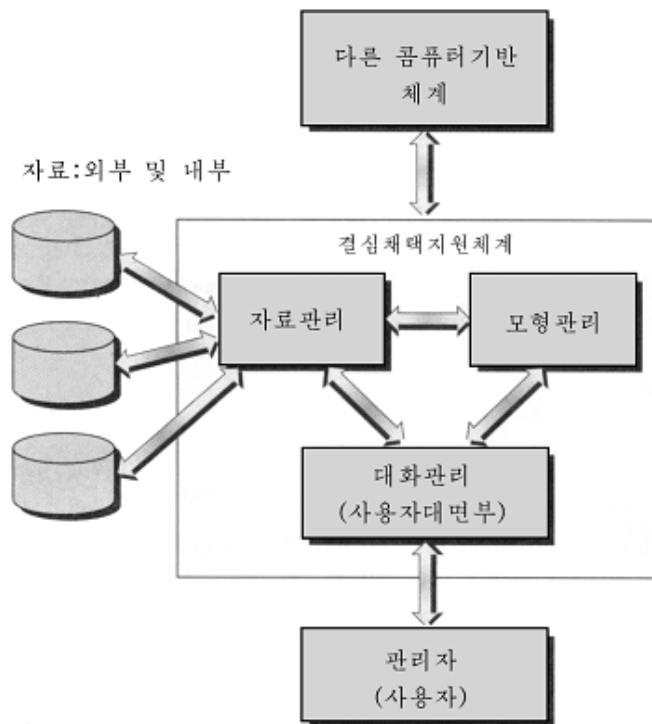 다른 콤퓨터기반
체계
자료:외부 및 내부
결심채택지원체계
자료관리
모형관리
대화관리
(사용자대면부)
관리자
(사용자)